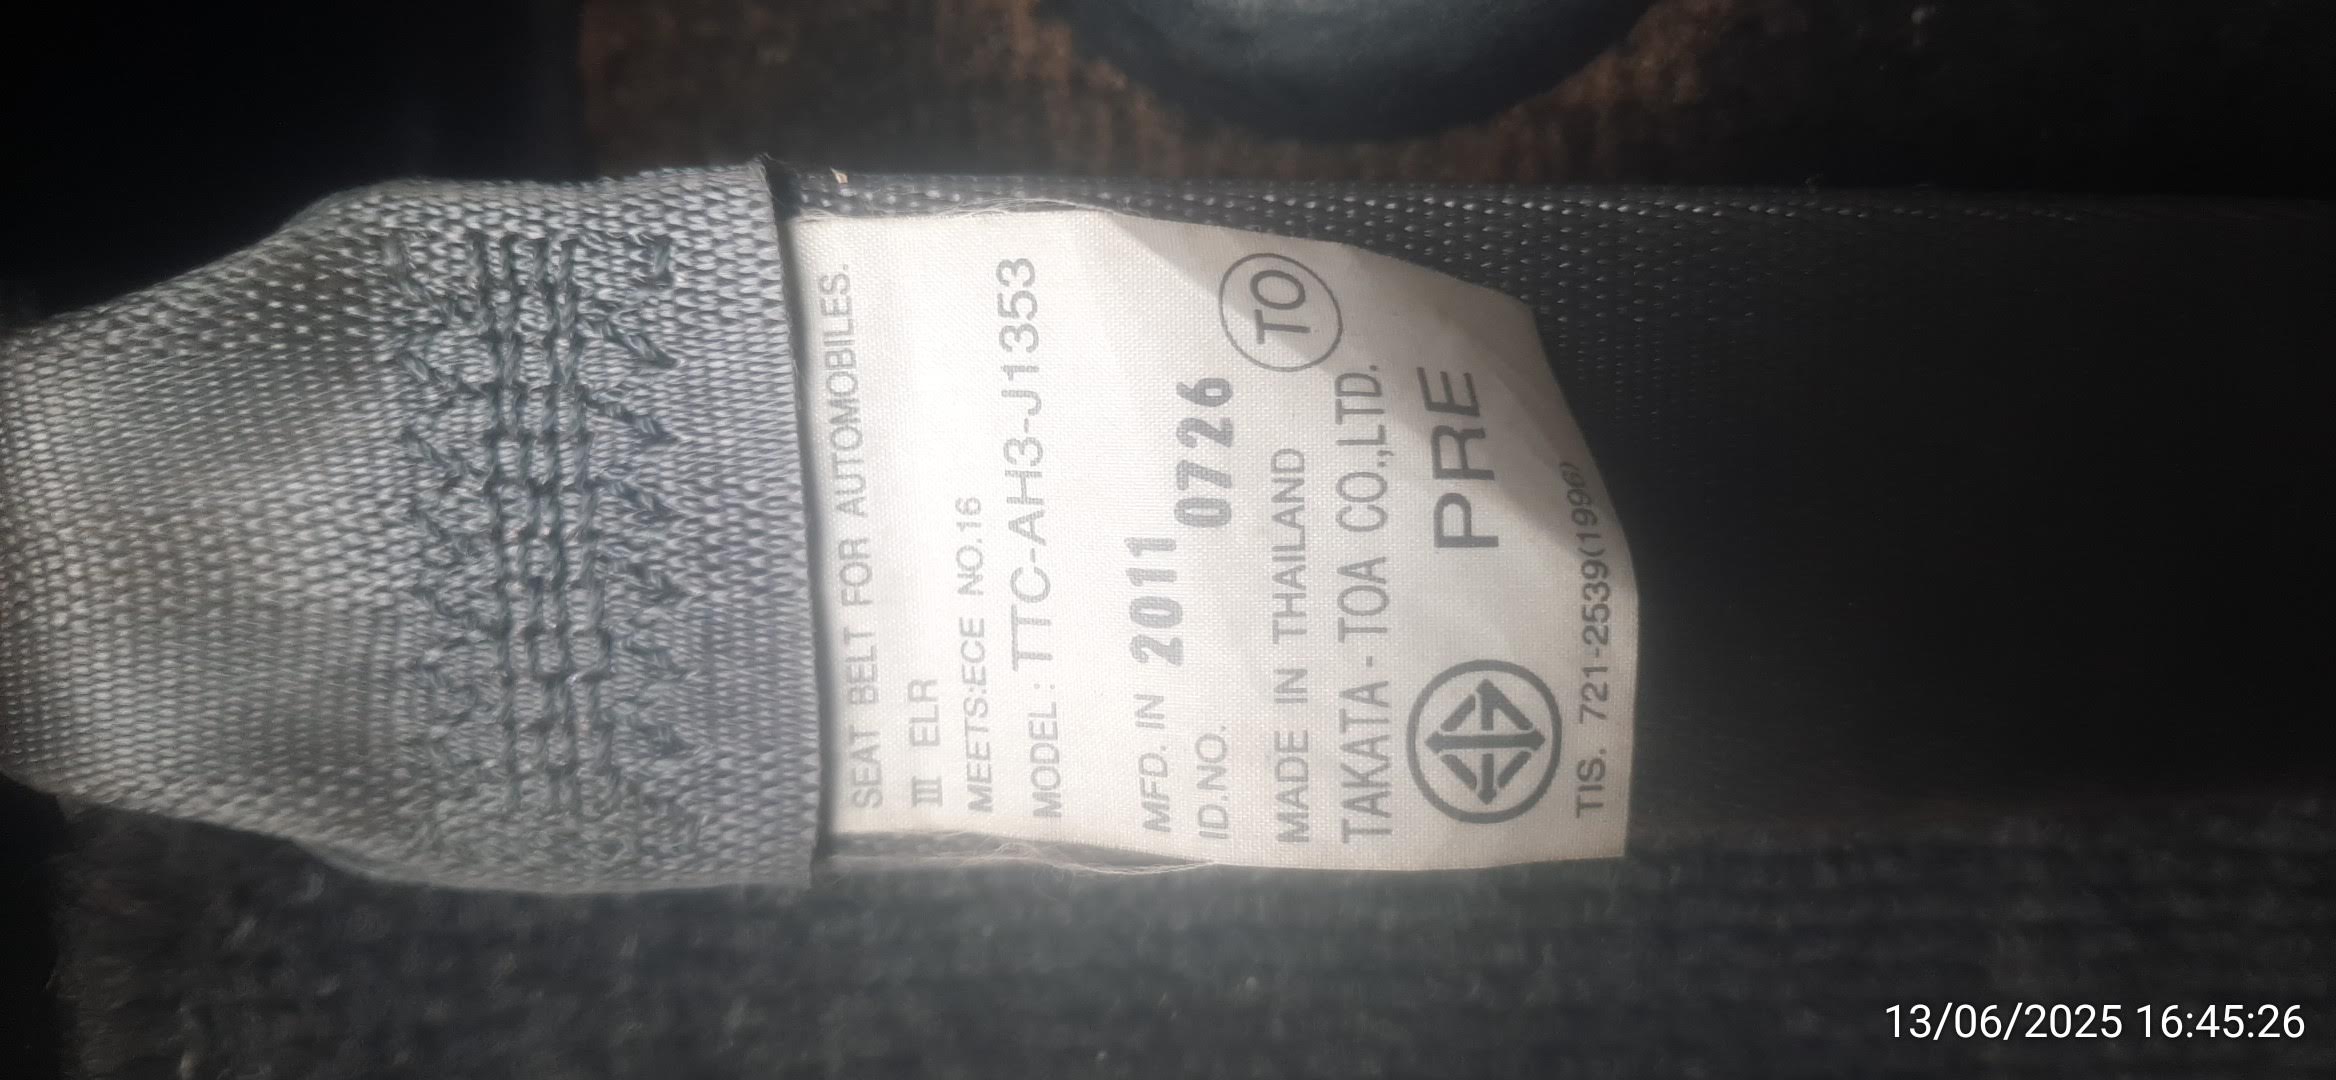 SEAT BELT FOR AUTOMOBILES.
III ELR
MEETS:ECE NO.16
MODEL : TTC-AH3-J1353
MFD. IN 2011
ID.NO. 0726
MADE IN THAILAND TO
TAKATA - TOA CO.,LTD.
PRE
TIS. 721-2539(1996)
13/06/2025 16:45:26